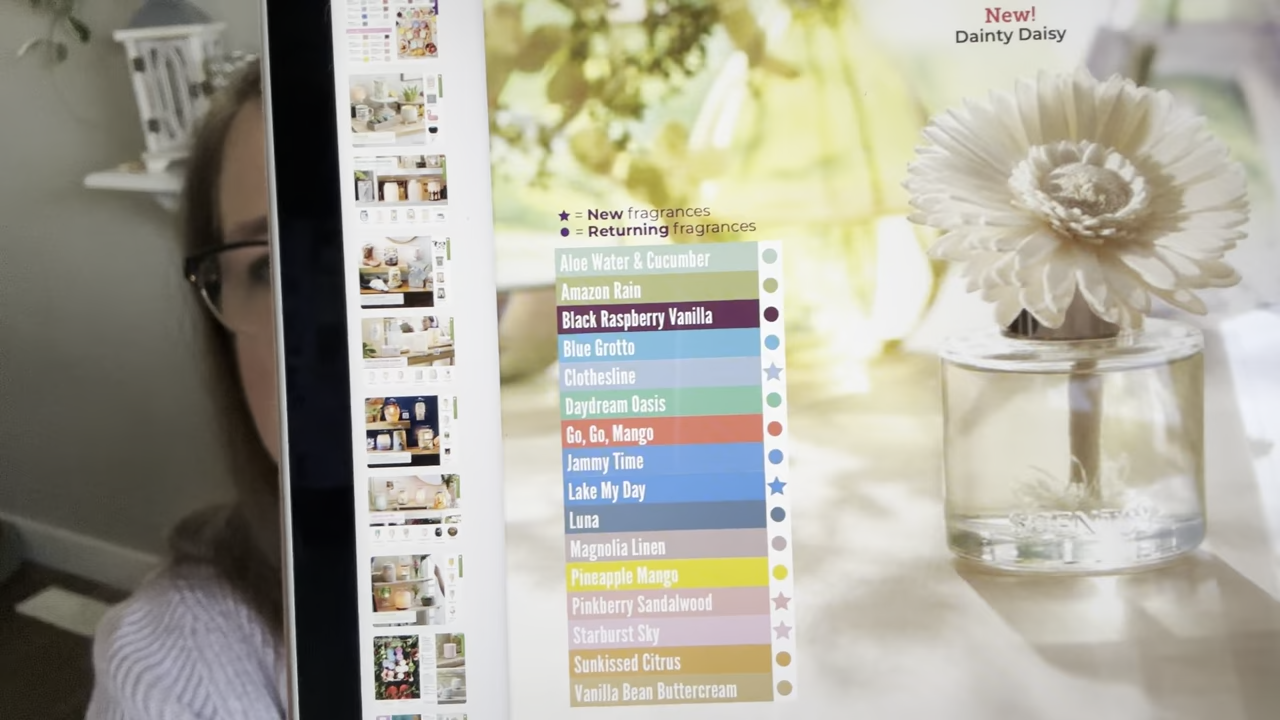 New!
Dainty Daisy
★ = New fragrances
● = Returning fragrances
Aloe Water & Cucumber
Amazon Rain
Black Raspberry Vanilla
Blue Grotto
Clothesline
Daydream Oasis
Go, Go, Mango
Jammy Time
Lake My Day
Luna
Magnolia Linen
Pineapple Mango
Pinkberry Sandalwood
Starburst Sky
Sunkissed Citrus
Vanilla Bean Buttercream
SCENTSY